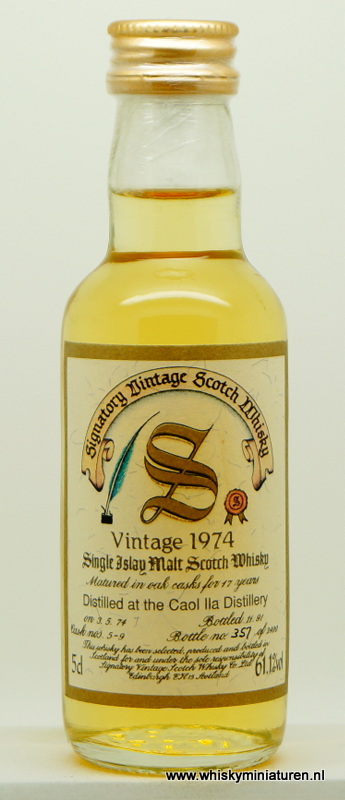 Signatory Vintage Scotch Whisky
S
S
Vintage 1974
Single Islay Malt Scotch Whisky
Matured in oak casks for 17 years
Distilled at the Caol Ila Distillery
on 3.5.74 Bottled 11.91
Cask nos 5-9 Bottle no. 357 of
This whisky has been selected, produced and bottled in
Scotland for and under the sole responsibility of
Signatory Vintage Scotch Whisky Co. Ltd.
5cl Edinburgh 61,1%vol
www.whiskyminiaturen.nl